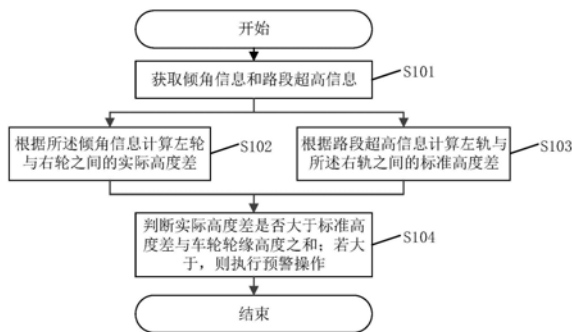 开始
获取倾角信息和路段超高信息
S101
根据所述倾角信息计算左轮
与右轮之间的实际高度差
S102
根据路段超高信息计算左轨与
所述右轨之间的标准高度差
S103
判断实际高度差是否大于标准高
度差与车轮轮缘高度之和；若大
于，则执行预警操作
S104
结束